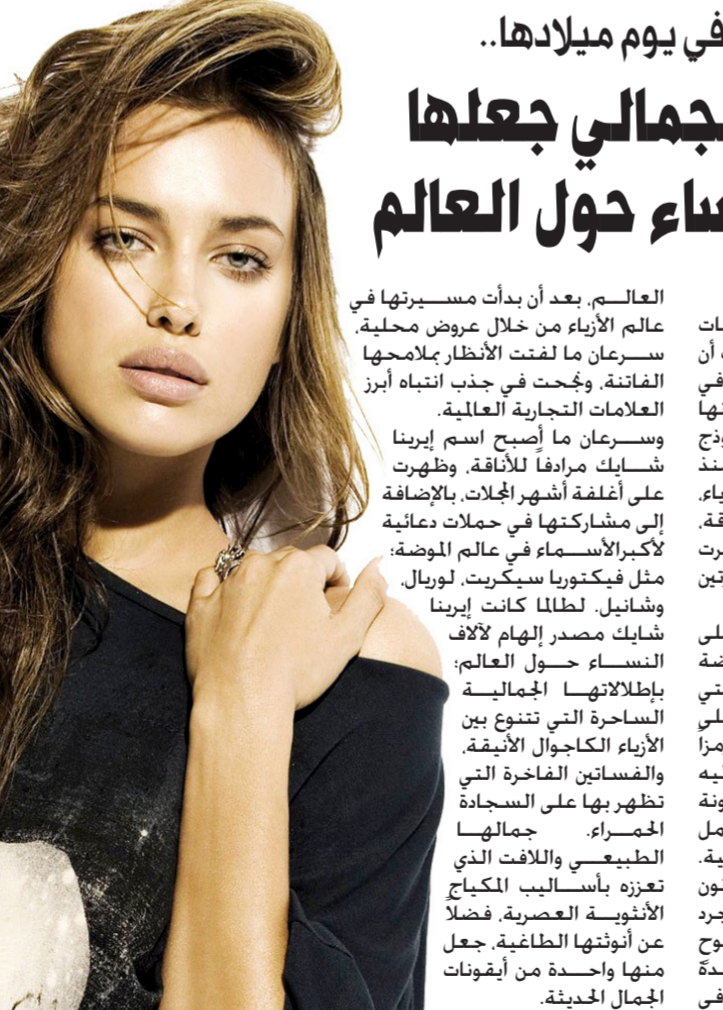 في يوم ميلادها..
جعلها
حول العالم
العالم، بعد أن بدأت مسيرتها في
عالم الأزياء من خلال عروض محلية،
سرعان ما لفتت الأنظار بملامحها
الفاتنة، ونجحت في جذب انتباه أبرز
العلامات التجارية العالمية.
وسرعان ما أصبح اسم إيرينا
شايك مرادفاً للأناقة، وظهرت
على أغلفة أشهر المجلات، بالإضافة
إلى مشاركتها في حملات دعائية
لأكبرالأسماء في عالم الموضة؛
مثل فيكتوريا سيكريت، لوريال،
وشانيل. لطالما كانت إيرينا
شايك مصدر إلهام لآلاف
النساء حول العالم؛
بإطلالاتها الجمالية
الساحرة التي تتنوع بين
الأزياء الكاجوال الأنيقة،
والفساتين الفاخرة التي
تظهر بها على السجادة
الحمراء. جمالها
الطبيعي واللافت الذي
تعززه بأساليب المكياج
الأنثوية العصرية، فضلاً
عن أنوثتها الطاغية، جعل
منها واحدة من أيقونات
الجمال الحديثة.
أن
في